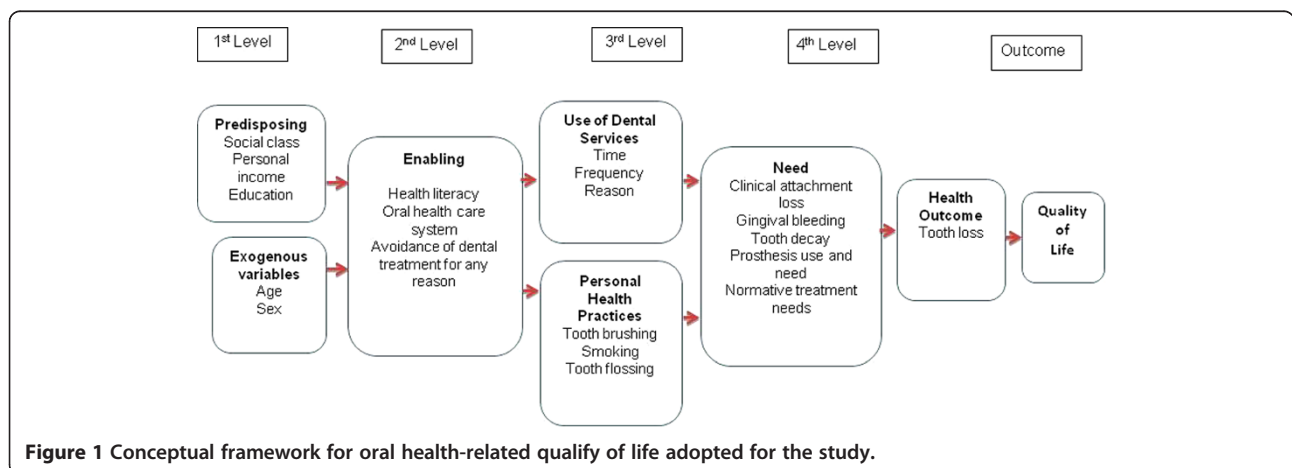 1st Level
2nd Level
3rd Level
4th Level
Outcome
Predisposing
Social class
Personal
income
Education
Exogenous
variables
Age
Sex
Enabling
Health literacy
Oral health care
system
Avoidance of dental
treatment for any
reason
Use of Dental
Services
Time
Frequency
Reason
Personal
Health
Practices
Tooth brushing
Smoking
Tooth flossing
Need
Clinical attachment
loss
Gingival bleeding
Tooth decay
Prosthesis use and
need
Normative treatment
needs
Health
Outcome
Tooth loss
Quality
of
Life
Figure 1 Conceptual framework for oral health-related qualify of life adopted for the study.